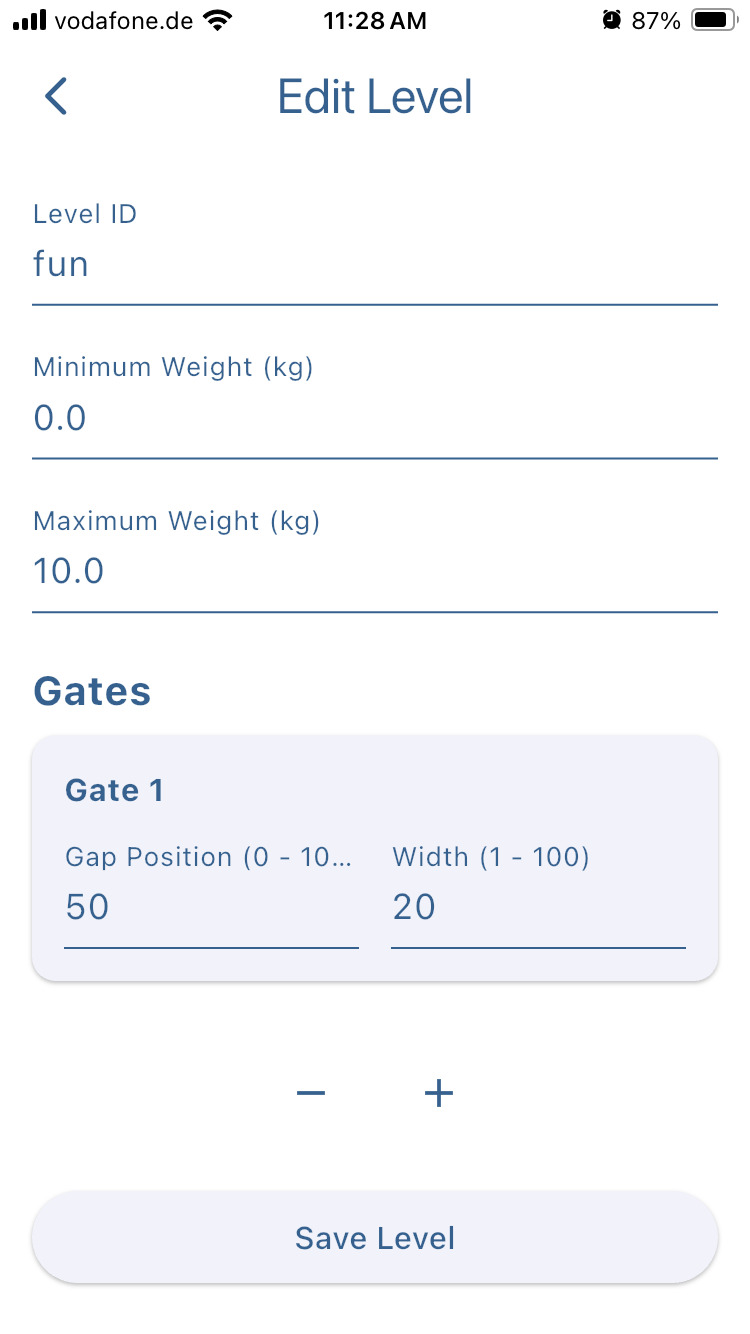 vodafone.de 11:28 AM 87%
Edit Level
Level ID
fun
Minimum Weight (kg)
0.0
Maximum Weight (kg)
10.0
Gates
Gate 1
Gap Position (0 - 10... Width (1 - 100)
50 20
− +
Save Level